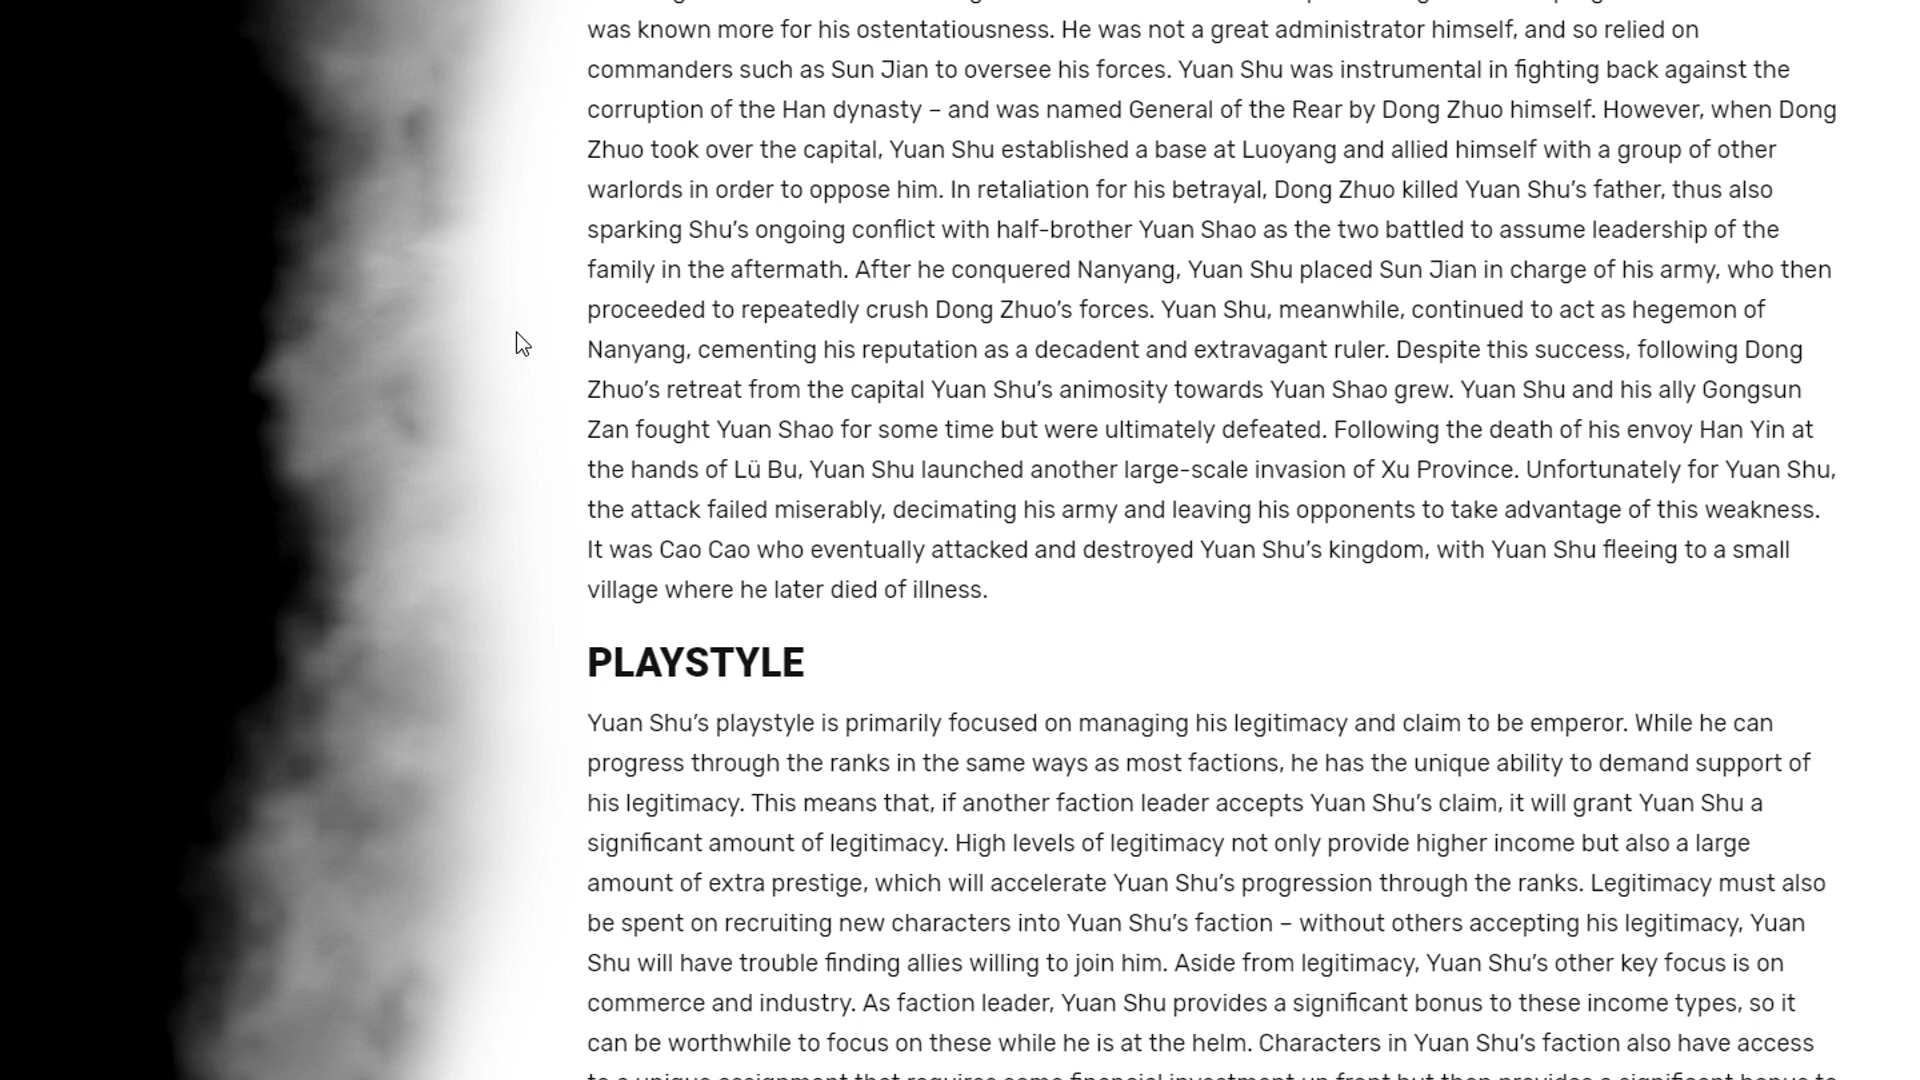 was known more for his ostentatiousness. He was not a great administrator himself, and so relied on
commanders such as Sun Jian to oversee his forces. Yuan Shu was instrumental in fighting back against the
corruption of the Han dynasty – and was named General of the Rear by Dong Zhuo himself. However, when Dong
Zhuo took over the capital, Yuan Shu established a base at Luoyang and allied himself with a group of other
warlords in order to oppose him. In retaliation for his betrayal, Dong Zhuo killed Yuan Shu’s father, thus also
sparking Shu’s ongoing conflict with half-brother Yuan Shao as the two battled to assume leadership of the
family in the aftermath. After he conquered Nanyang, Yuan Shu placed Sun Jian in charge of his army, who then
proceeded to repeatedly crush Dong Zhuo’s forces. Yuan Shu, meanwhile, continued to act as hegemon of
Nanyang, cementing his reputation as a decadent and extravagant ruler. Despite this success, following Dong
Zhuo’s retreat from the capital Yuan Shu’s animosity towards Yuan Shao grew. Yuan Shu and his ally Gongsun
Zan fought Yuan Shao for some time but were ultimately defeated. Following the death of his envoy Han Yin at
the hands of Lü Bu, Yuan Shu launched another large-scale invasion of Xu Province. Unfortunately for Yuan Shu,
the attack failed miserably, decimating his army and leaving his opponents to take advantage of this weakness.
It was Cao Cao who eventually attacked and destroyed Yuan Shu’s kingdom, with Yuan Shu fleeing to a small
village where he later died of illness.
PLAYSTYLE
Yuan Shu’s playstyle is primarily focused on managing his legitimacy and claim to be emperor. While he can
progress through the ranks in the same ways as most factions, he has the unique ability to demand support of
his legitimacy. This means that, if another faction leader accepts Yuan Shu’s claim, it will grant Yuan Shu a
significant amount of legitimacy. High levels of legitimacy not only provide higher income but also a large
amount of extra prestige, which will accelerate Yuan Shu’s progression through the ranks. Legitimacy must also
be spent on recruiting new characters into Yuan Shu’s faction – without others accepting his legitimacy, Yuan
Shu will have trouble finding allies willing to join him. Aside from legitimacy, Yuan Shu’s other key focus is on
commerce and industry. As faction leader, Yuan Shu provides a significant bonus to these income types, so it
can be worthwhile to focus on these while he is at the helm. Characters in Yuan Shu’s faction also have access